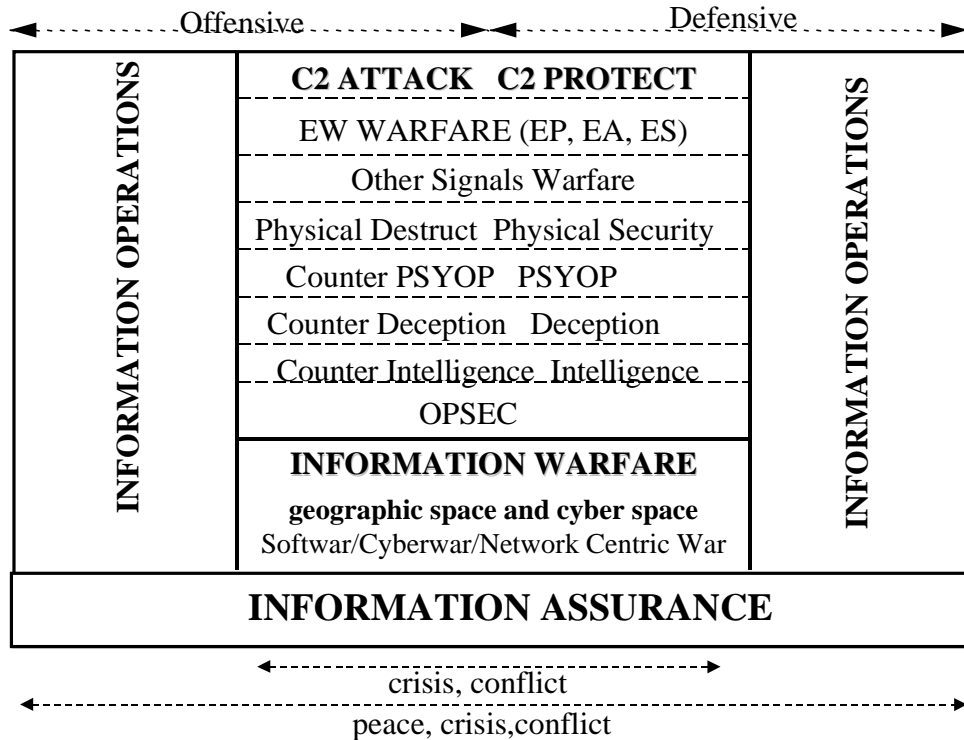 Offensive Defensive
INFORMATION OPERATIONS
C2 ATTACK C2 PROTECT
EW WARFARE (EP, EA, ES)
Other Signals Warfare
Physical Destruct Physical Security
Counter PSYOP PSYOP
Counter Deception Deception
Counter Intelligence Intelligence
OPSEC
INFORMATION WARFARE
geographic space and cyber space
Softwar/Cyberwar/Network Centric War
INFORMATION OPERATIONS
INFORMATION ASSURANCE
crisis, conflict
peace, crisis,conflict